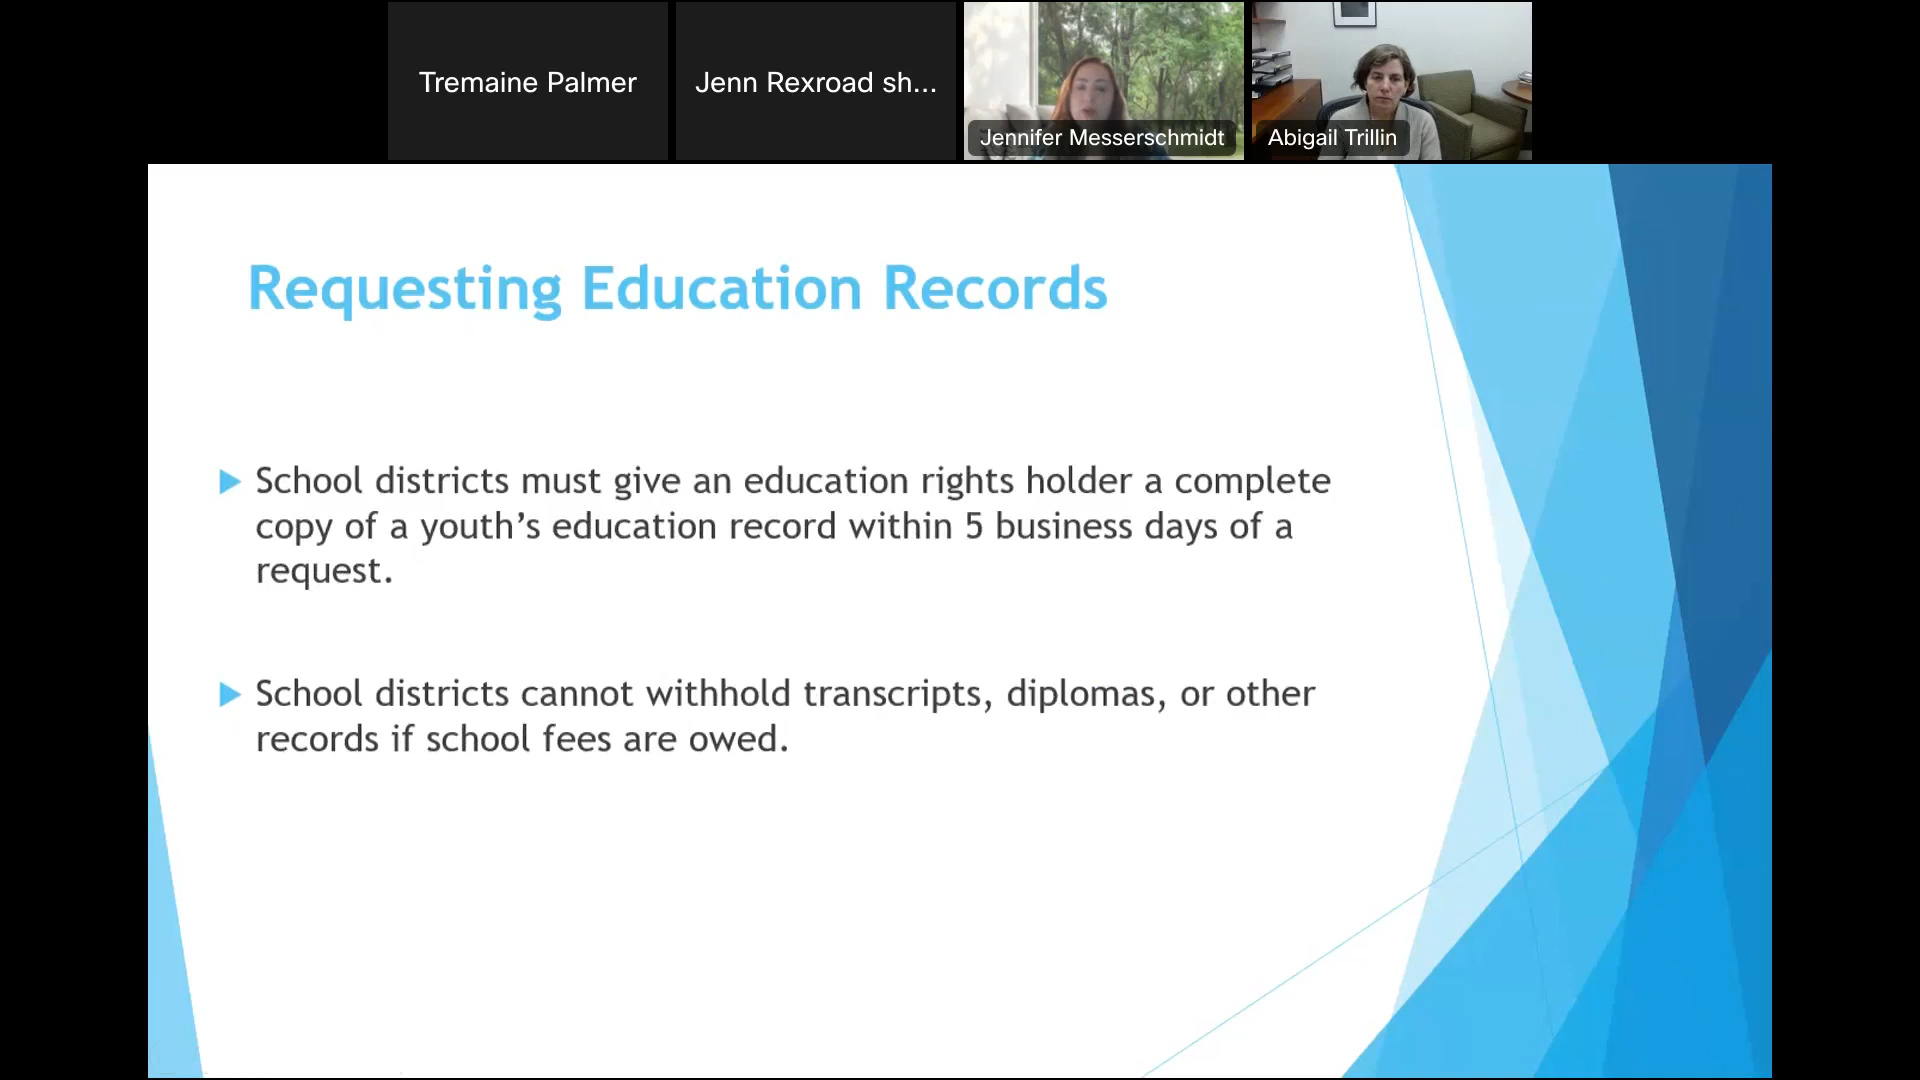 Tremaine Palmer
Jenn Rexroad sh...
Jennifer Messerschmidt
Abigail Trillin
Requesting Education Records
School districts must give an education rights holder a complete
copy of a youth’s education record within 5 business days of a
request.
School districts cannot withhold transcripts, diplomas, or other
records if school fees are owed.